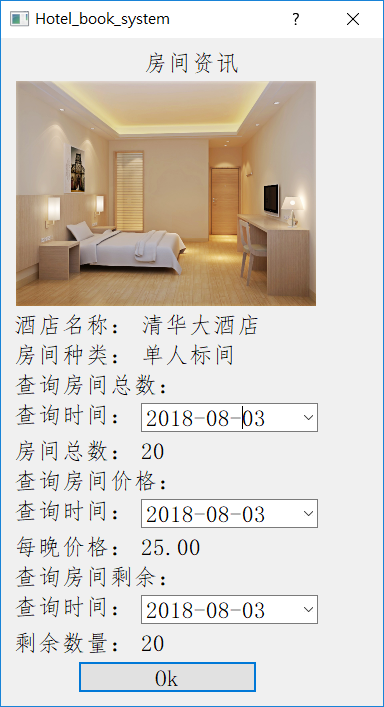 Hotel_book_system
房间资讯
酒店名称： 清华大酒店
房间种类： 单人标间
查询房间总数：
查询时间： 2018-08-03
房间总数： 20
查询房间价格：
查询时间： 2018-08-03
每晚价格： 25.00
查询房间剩余：
查询时间： 2018-08-03
剩余数量： 20
Ok